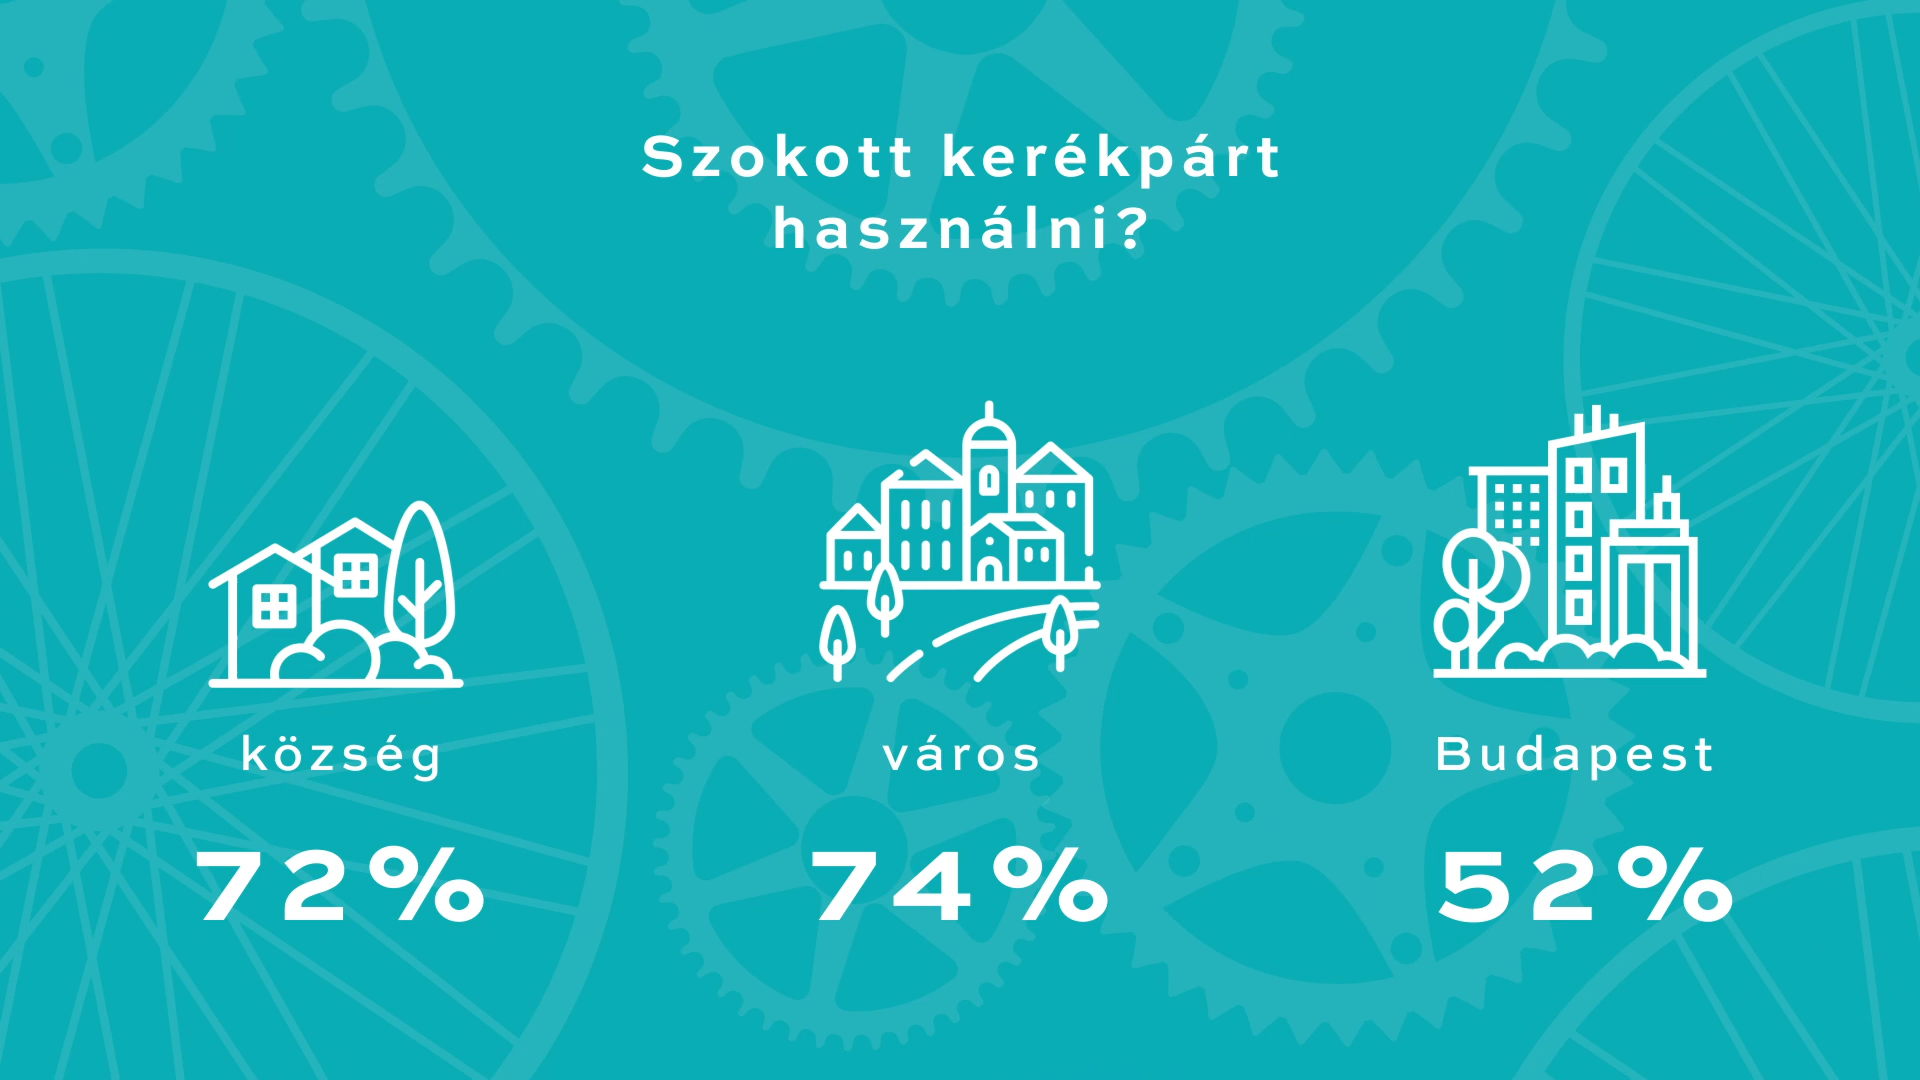 Szokott kerékpárt
használni?
község
város
Budapest
72%
74%
52%